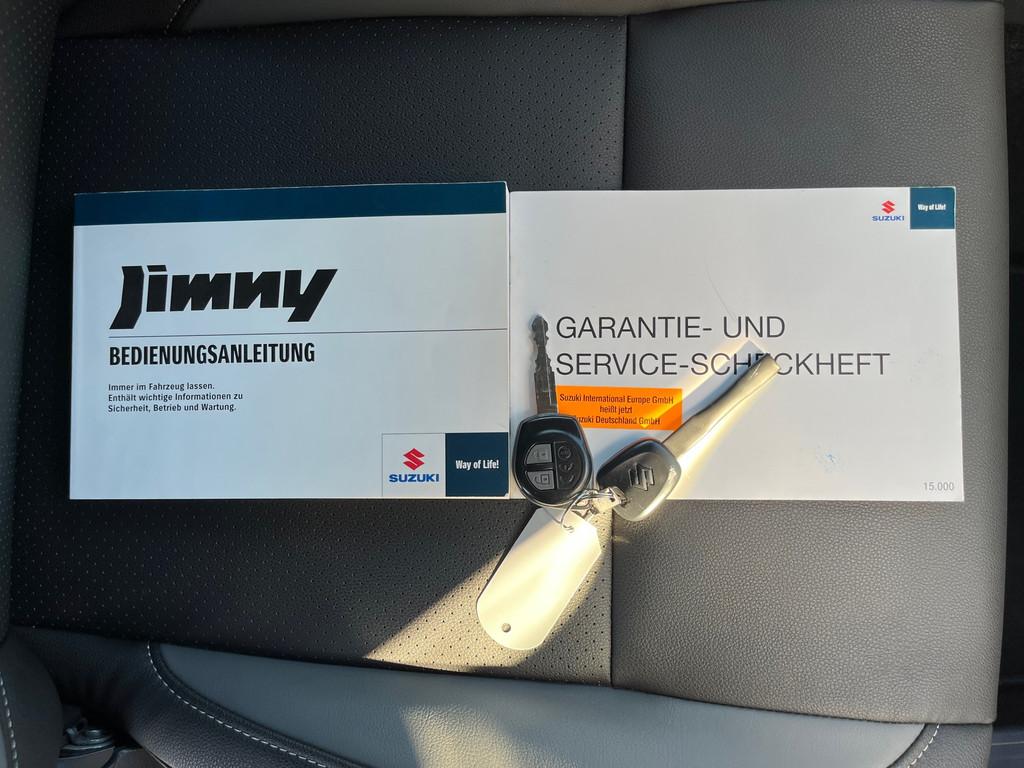 Jimny
BEDIENUNGSANLEITUNG
Immer im Fahrzeug lassen.
Enthält wichtige Informationen zu
Sicherheit, Betrieb und Wartung.
SUZUKI
Way of Life!
SUZUKI
Way of Life!
GARANTIE- UND
SERVICE-SCHECKHEFT
Suzuki International Europe GmbH
heißt jetzt
Suzuki Deutschland GmbH
15.000